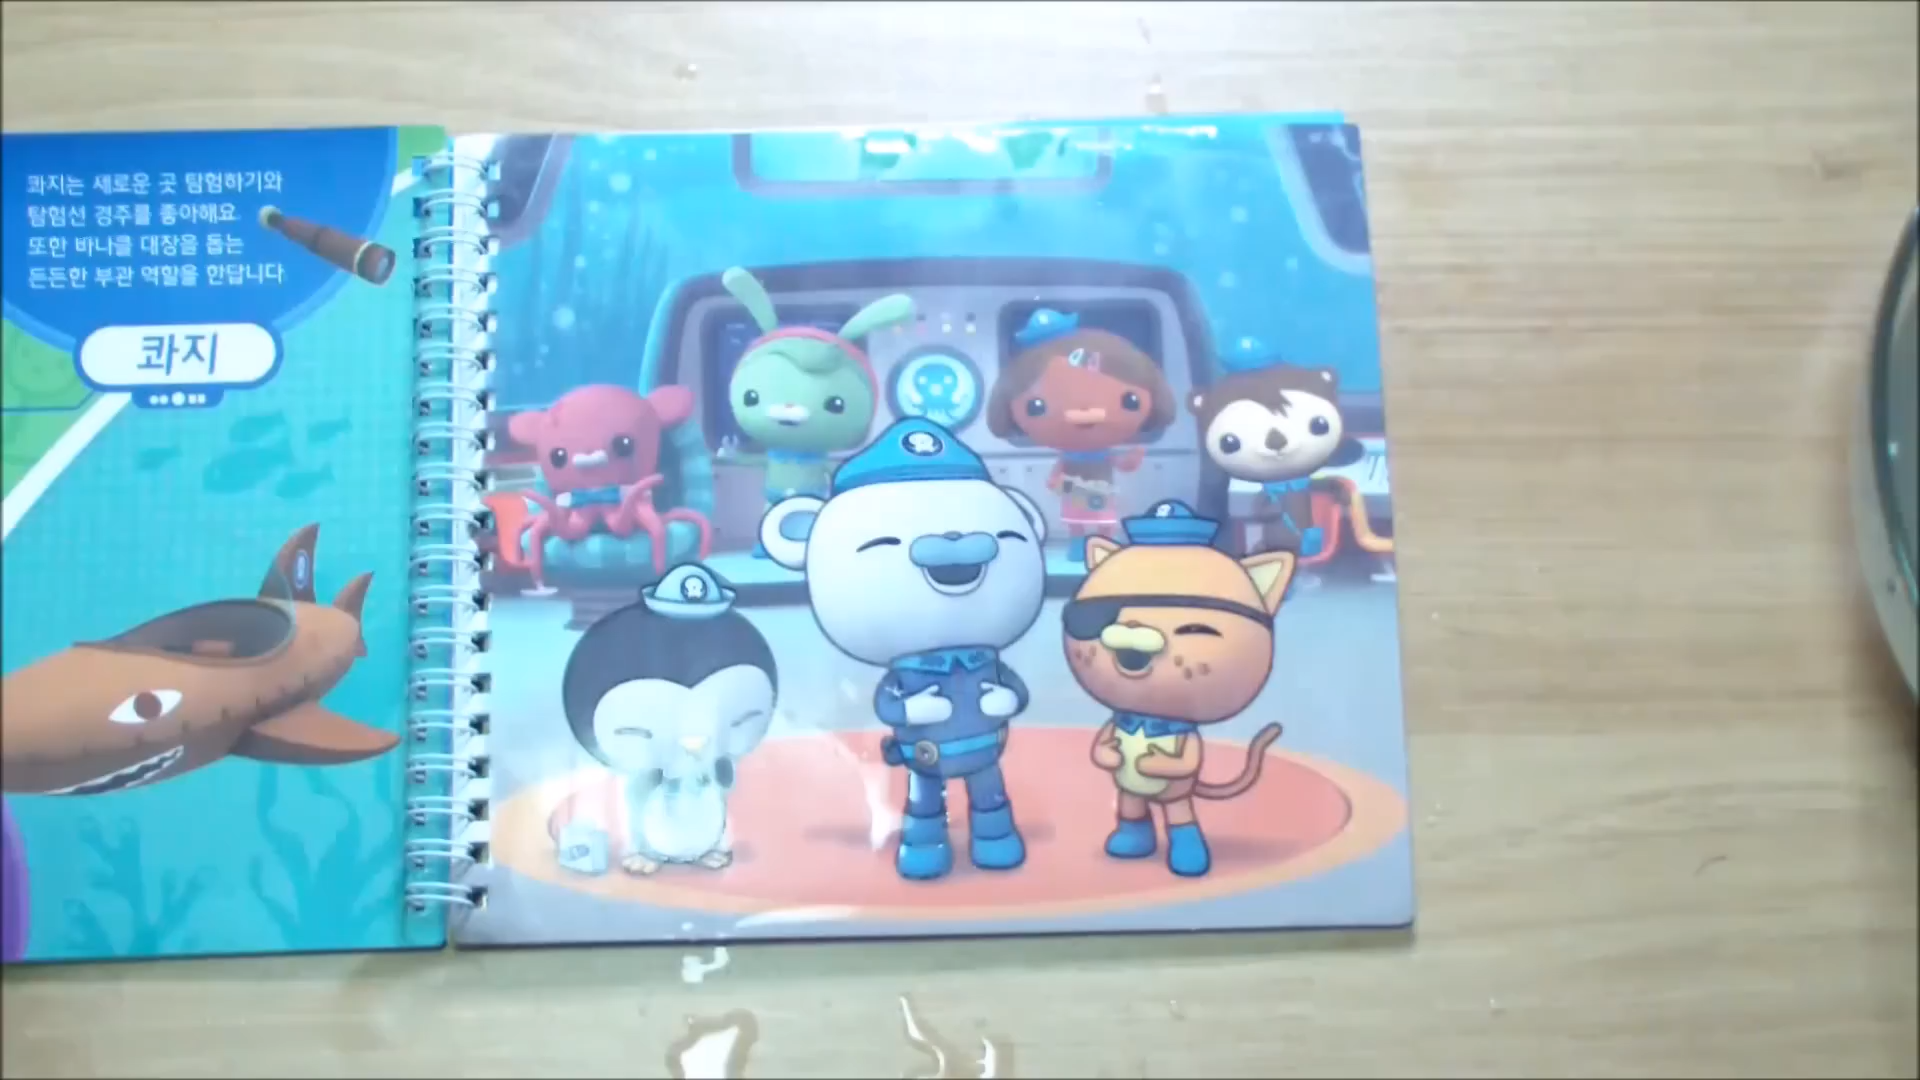 콰지는 새로운 곳 탐험하기와
탐험선 경주를 좋아해요.
또한 바나클 대장을 돕는
든든한 부관 역할을 한답니다
콰지